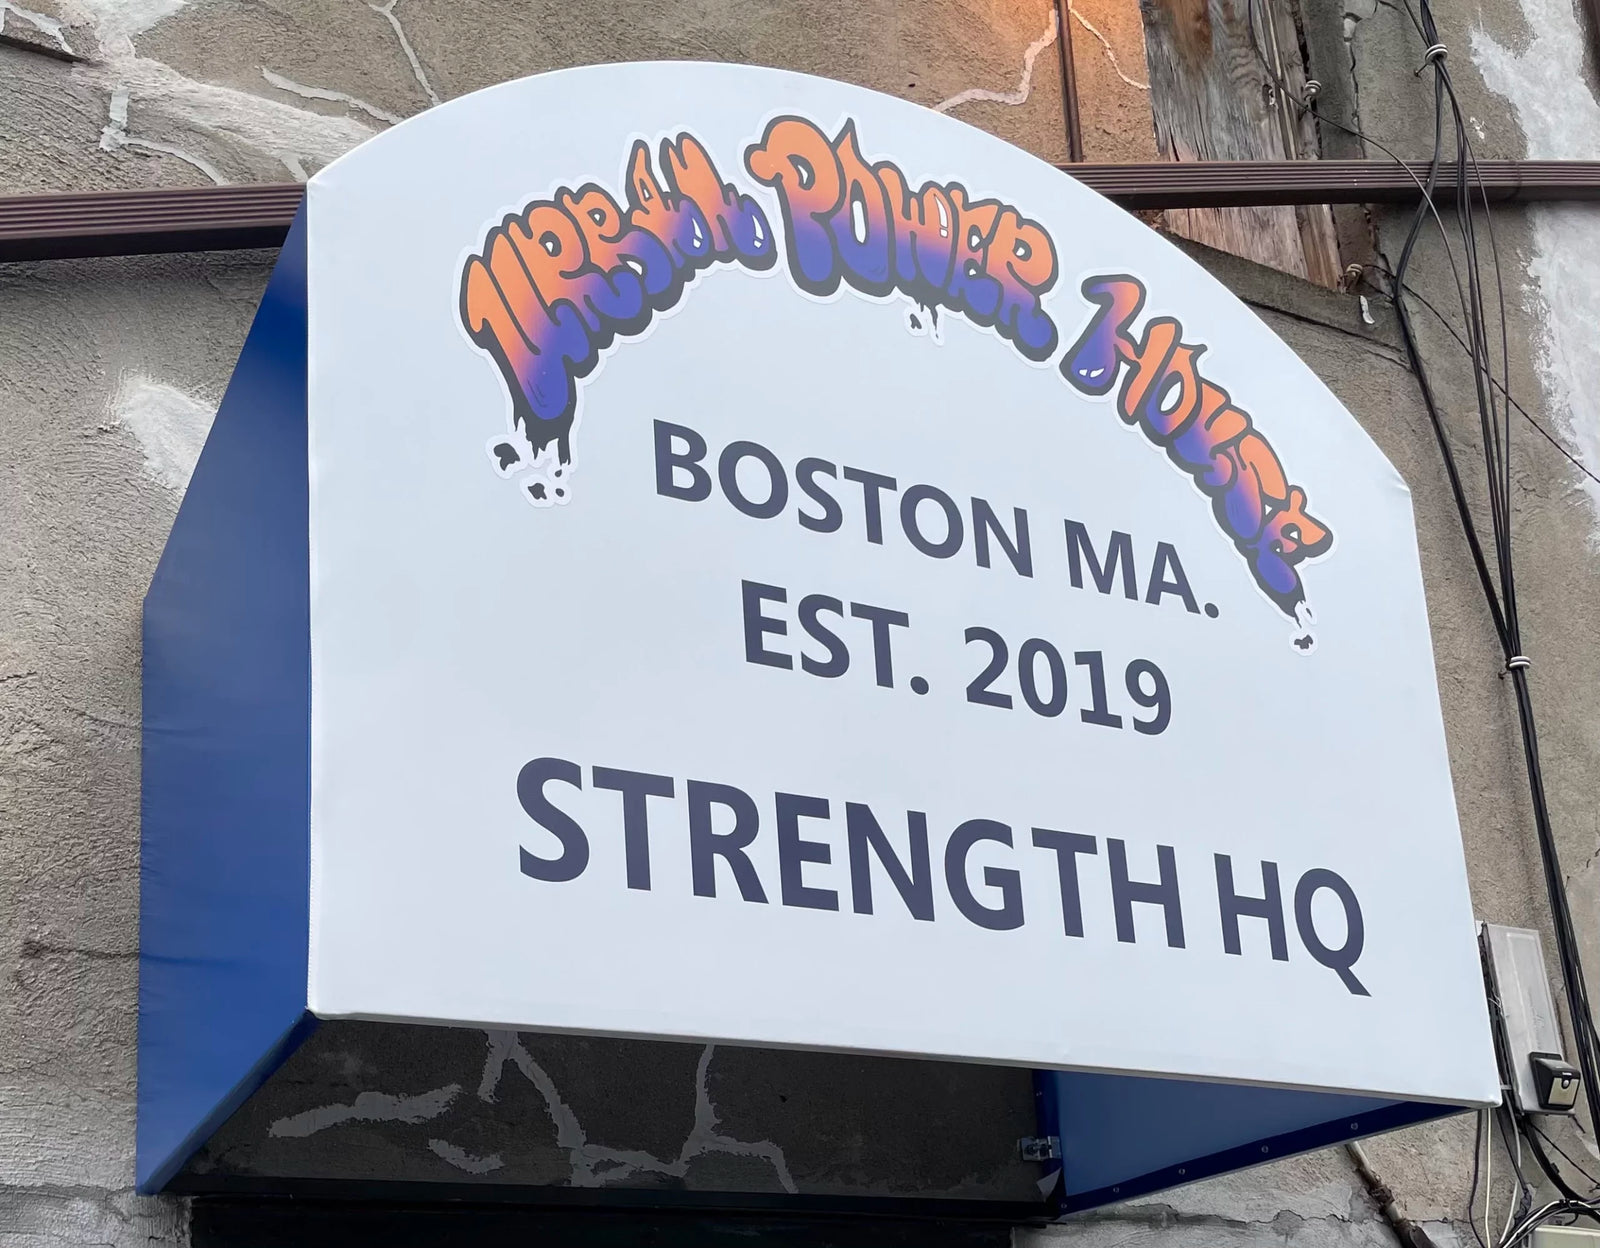 URBAN POWER HOUSE
BOSTON MA.
EST. 2019
STRENGTH HQ